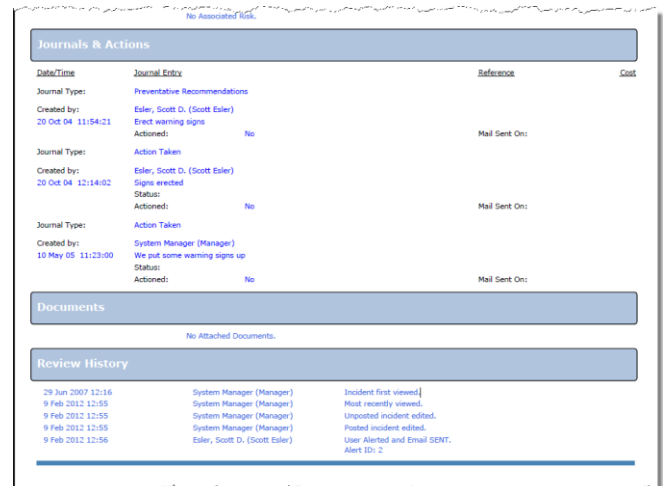 No Associated Risk.
Journals & Actions
Date/Time Journal Entry Reference Cost
Journal Type: Preventative Recommendations
Created by: Esler, Scott D. (Scott Esler)
20 Oct 04 11:54:21 Erect warning signs
Actioned: No Mail Sent On:
Journal Type: Action Taken
Created by: Esler, Scott D. (Scott Esler)
20 Oct 04 12:14:02 Signs erected
Status:
Actioned: No Mail Sent On:
Journal Type: Action Taken
Created by: System Manager (Manager)
10 May 05 11:23:00 We put some warning signs up
Status:
Actioned: No Mail Sent On:
Documents
No Attached Documents.
Review History
29 Jun 2007 12:16 System Manager (Manager) Incident first viewed.
9 Feb 2012 12:55 System Manager (Manager) Most recently viewed.
9 Feb 2012 12:55 System Manager (Manager) Unposted incident edited.
9 Feb 2012 12:55 System Manager (Manager) Posted incident edited.
9 Feb 2012 12:56 Esler, Scott D. (Scott Esler) User Alerted and Email SENT.
Alert ID: 2